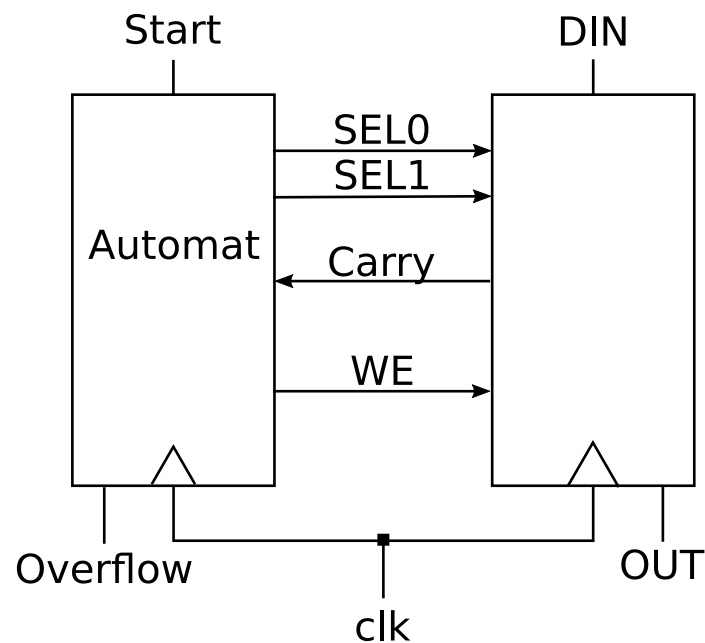 Start
DIN
SEL0
SEL1
Automat
Carry
WE
Overflow
OUT
clk